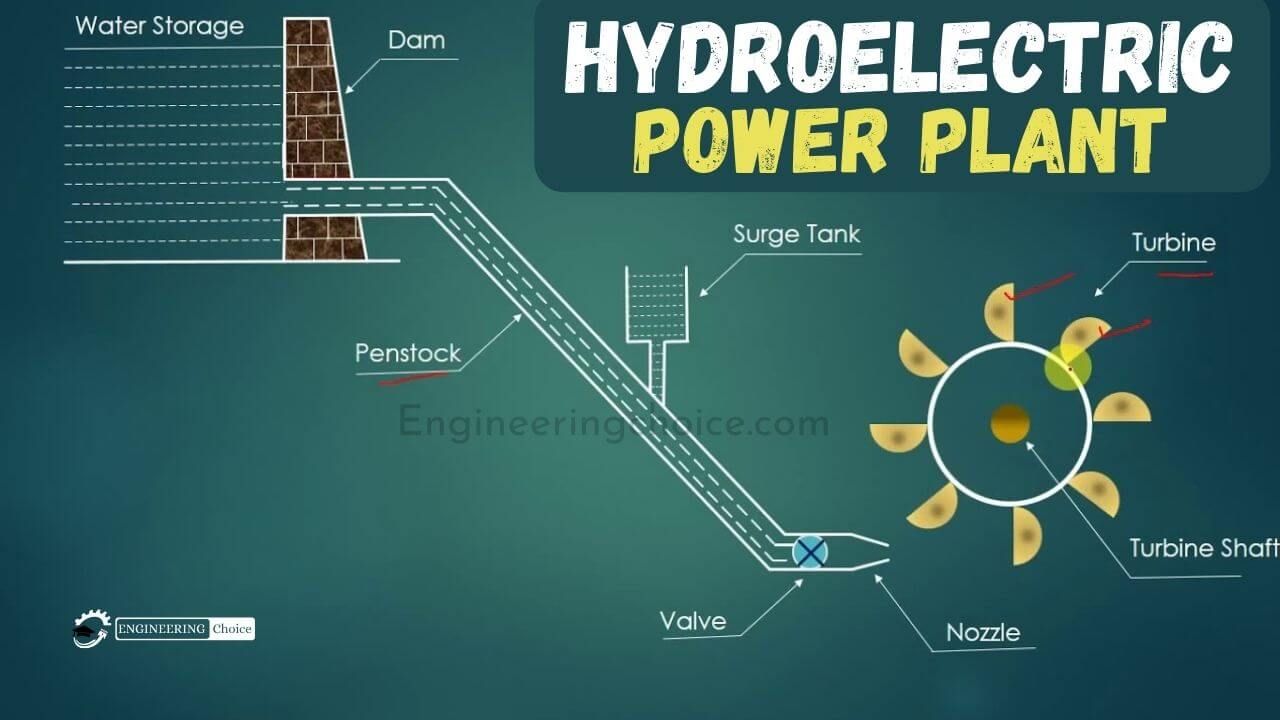 Water Storage
Dam
HYDROELECTRIC
POWER PLANT
Surge Tank
Turbine
Penstock
Engineeringchoice.com
Turbine Shaft
Valve
Nozzle
ENGINEERING Choice